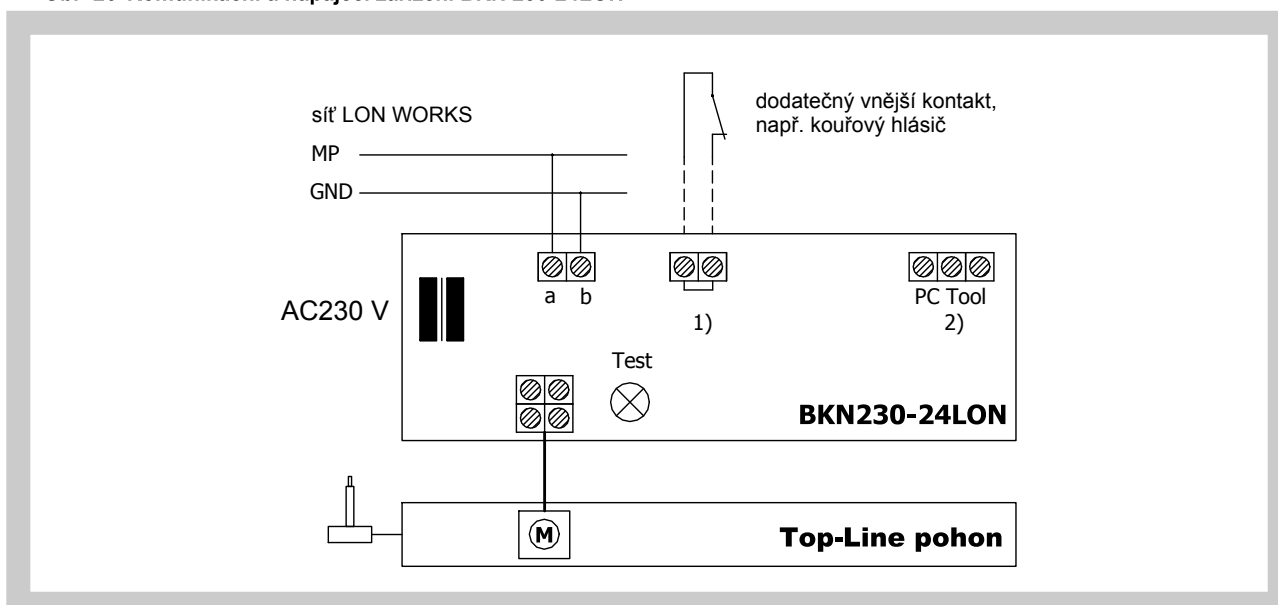 síť LON WORKS
MP
GND
dodatečný vnější kontakt,
např. kouřový hlásič
AC230 V
a b
1)
PC Tool
2)
Test
BKN230-24LON
M
Top-Line pohon